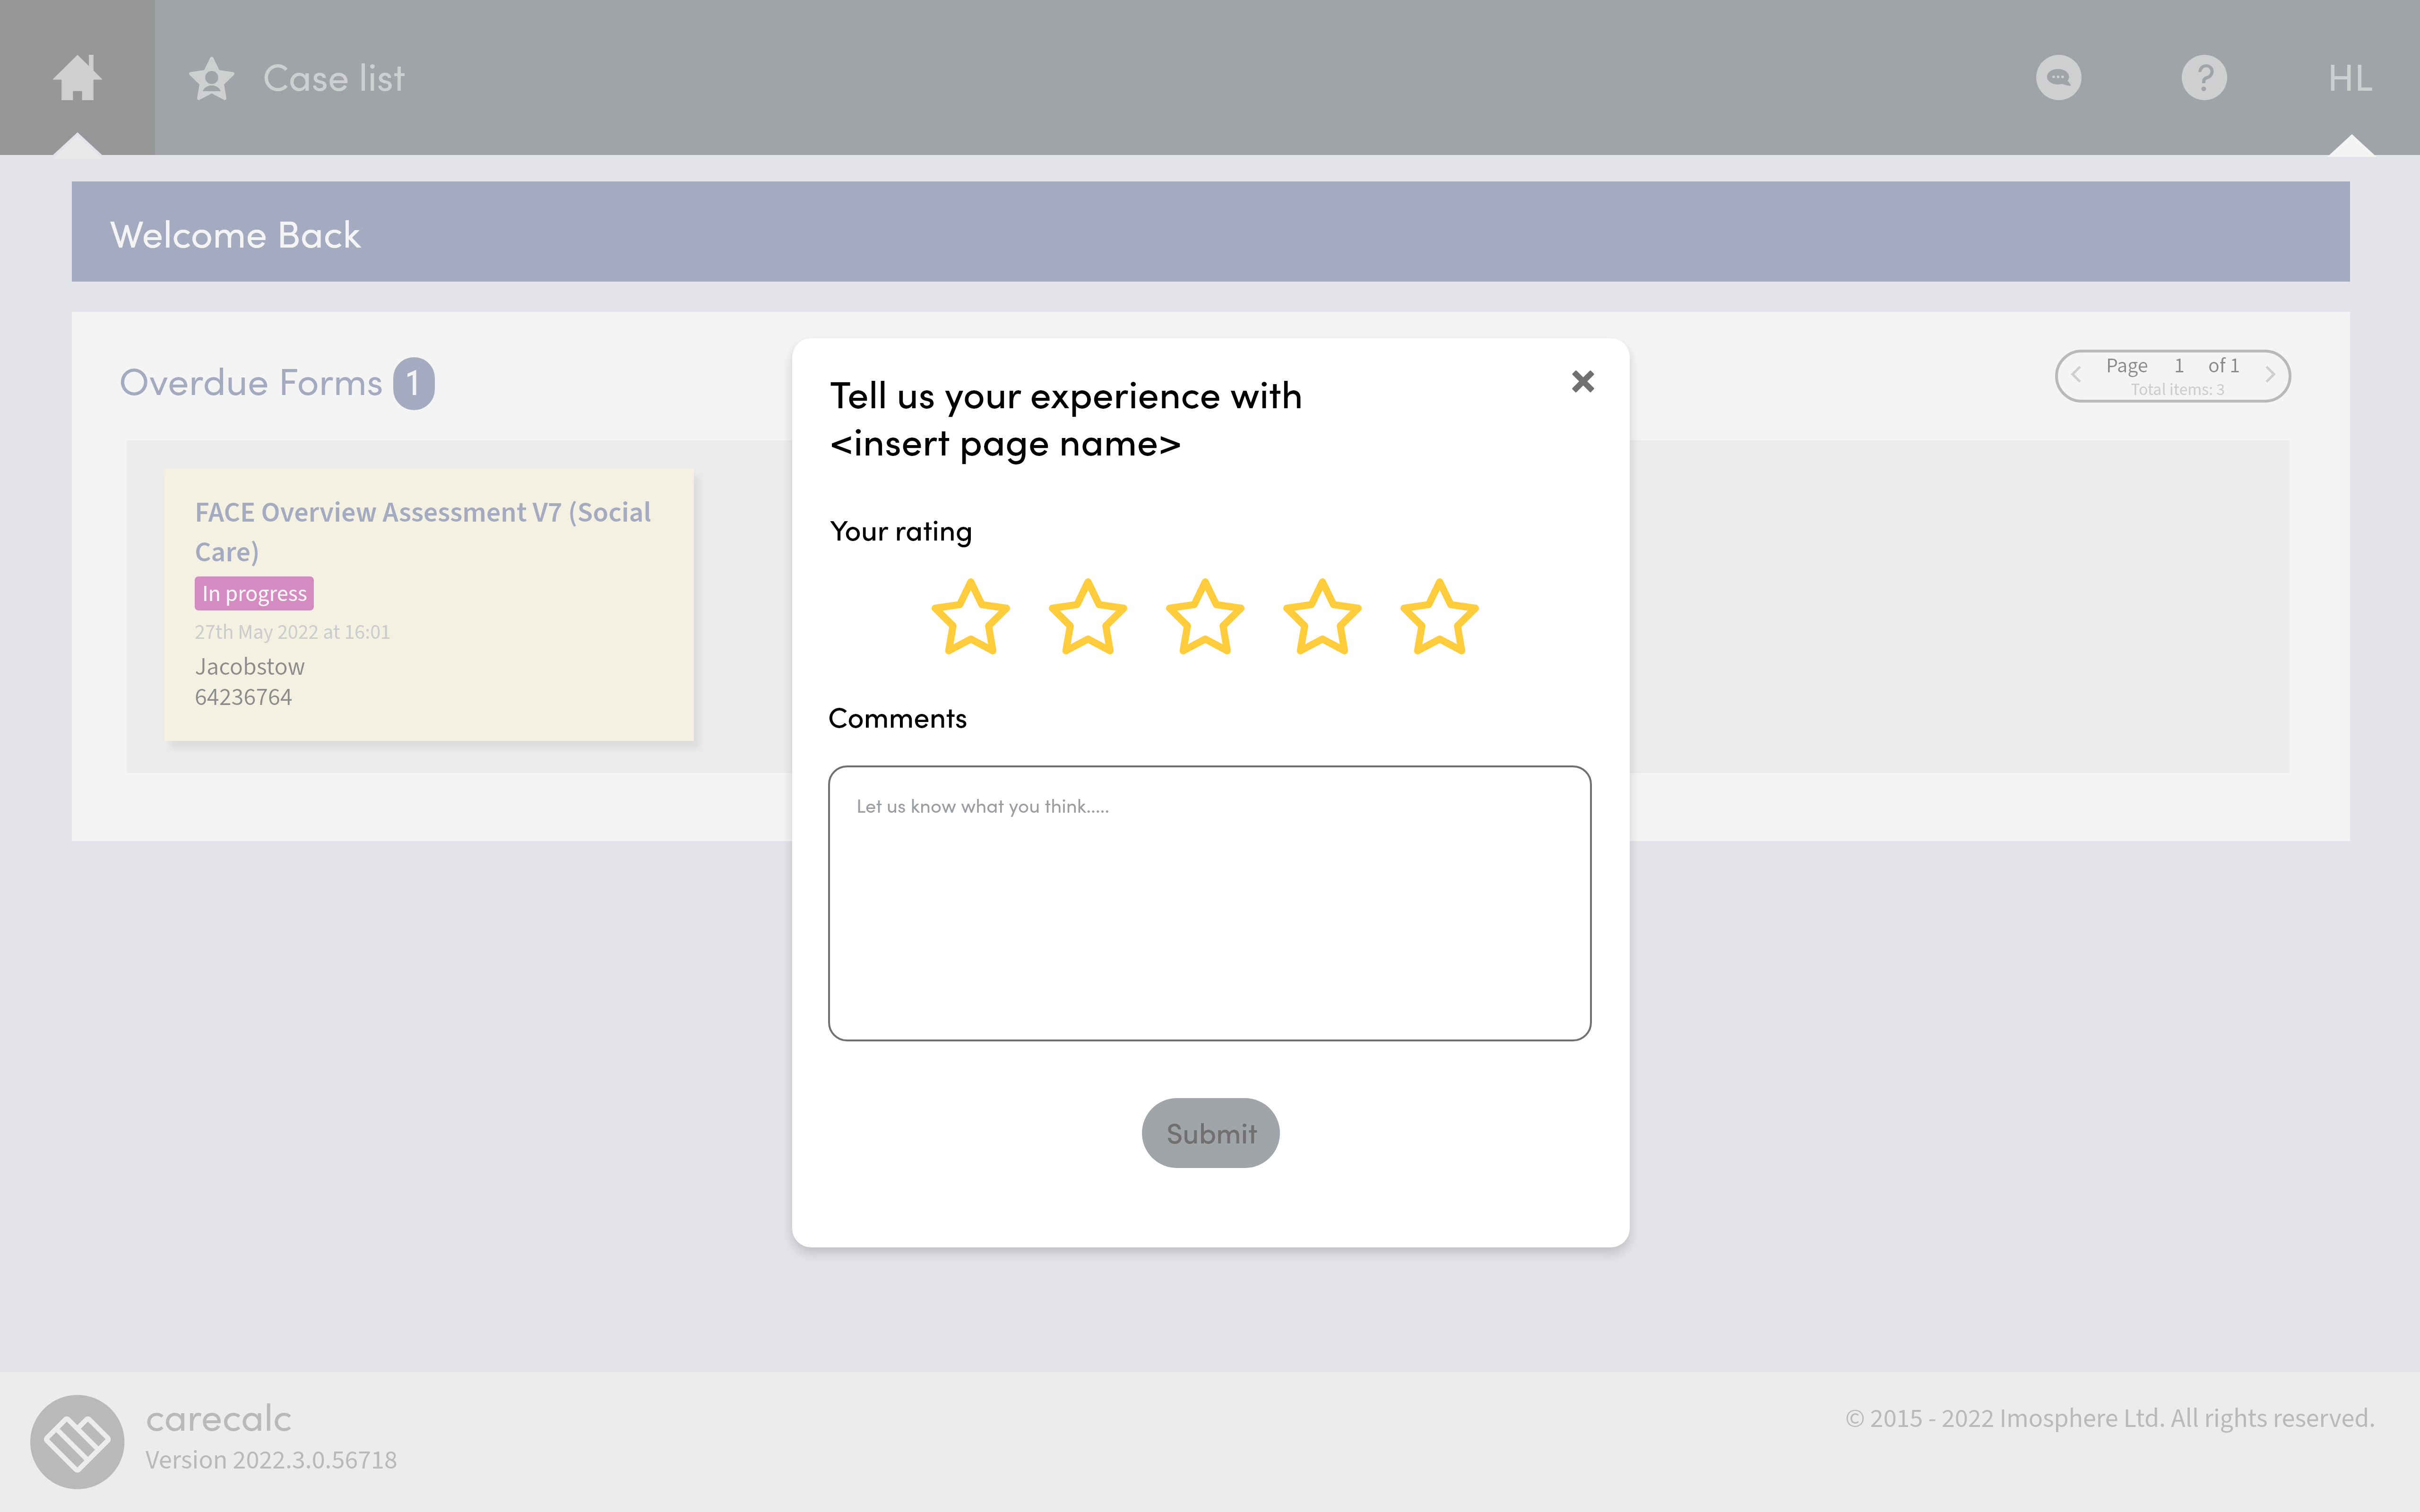 Case list
?
HL
Welcome Back
Overdue Forms 1
Page 1 of 1
Total items: 3
FACE Overview Assessment V7 (Social
Care)
In progress
27th May 2022 at 16:01
Jacobstow
64236764
Tell us your experience with
<insert page name>
Your rating
Comments
Let us know what you think.....
Submit
carecalc
Version 2022.3.0.56718
© 2015 - 2022 Imosphere Ltd. All rights reserved.